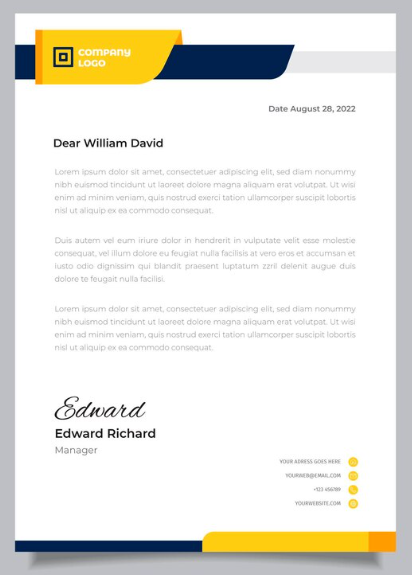 COMPANY
LOGO
Date August 28, 2022
Dear William David
Lorem ipsum dolor sit amet, consectetuer adipiscing elit, sed diam nonummy
nibh euismod tincidunt ut laoreet dolore magna aliquam erat volutpat. Ut wisi
enim ad minim veniam, quis nostrud exerci tation ullamcorper suscipit lobortis
nisl ut aliquip ex ea commodo consequat.
Duis autem vel eum iriure dolor in hendrerit in vulputate velit esse molestie
consequat, vel illum dolore eu feugiat nulla facilisis at vero eros et accumsan et
iusto odio dignissim qui blandit praesent luptatum zzril delenit augue duis
dolore te feugait nulla facilisi.
Lorem ipsum dolor sit amet, consectetuer adipiscing elit, sed diam nonummy
nibh euismod tincidunt ut laoreet dolore magna aliquam erat volutpat. Ut wisi
enim ad minim veniam, quis nostrud exerci tation ullamcorper suscipit lobortis
nisl ut aliquip ex ea commodo consequat.
Edward
Edward Richard
Manager
YOUR ADRESS GOES HERE
YOURWEB@EMAIL.COM
+123 456789
YOURWEBSITE.COM